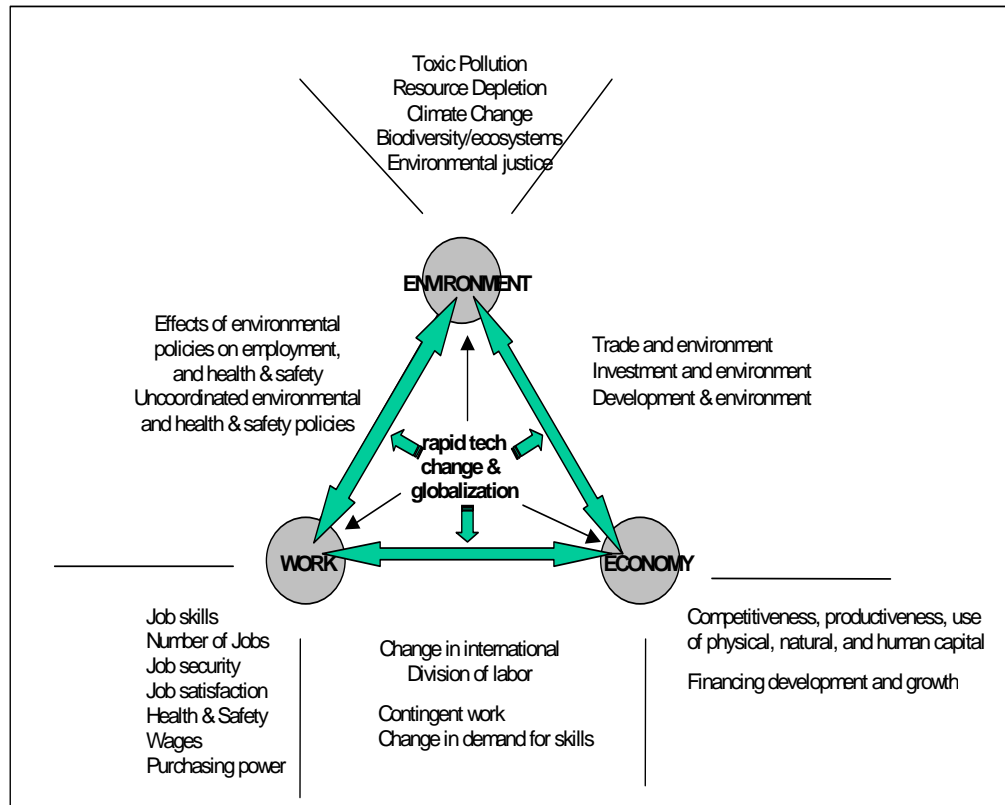 Toxic Pollution
Resource Depletion
Climate Change
Biodiversity/ecosystems
Environmental justice
ENVIRONMENT
Effects of environmental
policies on employment,
and health & safety
Uncoordinated environmental
and health & safety policies
Trade and environment
Investment and environment
Development & environment
rapid tech
change &
globalization
WORK
ECONOMY
Job skills
Number of Jobs
Job security
Job satisfaction
Health & Safety
Wages
Purchasing power
Change in international
Division of labor
Contingent work
Change in demand for skills
Competitiveness, productiveness, use
of physical, natural, and human capital
Financing development and growth